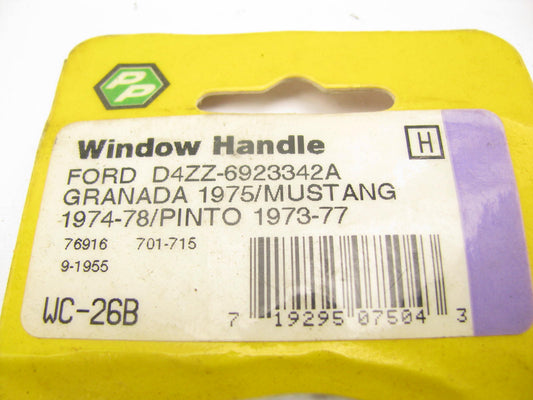 PP
Window Handle
H
FORD D4ZZ-6923342A
GRANADA 1975/MUSTANG
1974-78/PINTO 1973-77
76916 701-715
9-1955
WC-26B
7 19295 07504 3